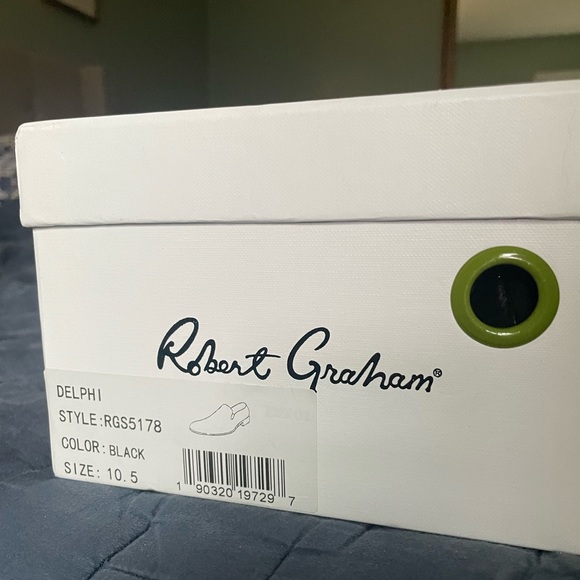 Robert Graham®
DELPHI
STYLE:RGS5178
COLOR: BLACK
SIZE: 10.5
1 90320 19729 7